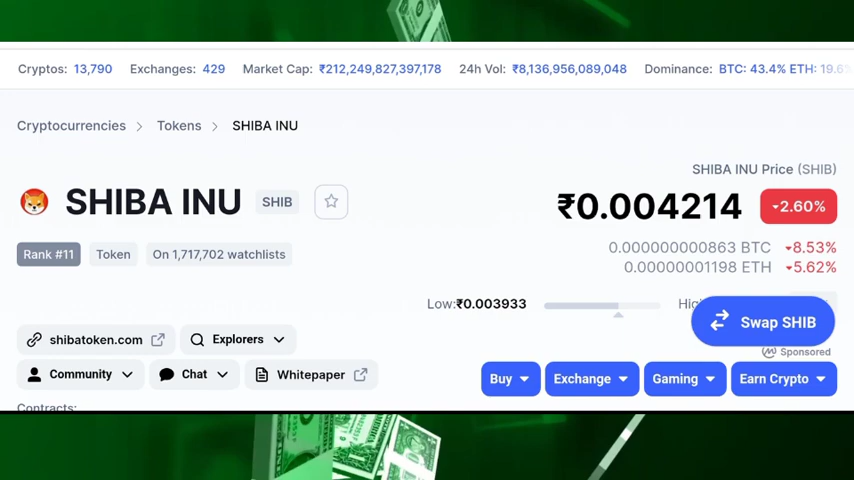 Cryptos: 13,790 Exchanges: 429 Market Cap: ₹212,249,827,397,178 24h Vol: ₹8,136,956,089,048 Dominance: BTC: 43.4% ETH: 19.6%
Cryptocurrencies > Tokens > SHIBA INU
SHIBA INU Price (SHIB)
SHIBA INU SHIB
₹0.004214 2.60%
0.000000000863 BTC 8.53%
0.00000001198 ETH 5.62%
Rank #11 Token On 1,717,702 watchlists
Low:₹0.003933
Swap SHIB
Sponsored
shibatoken.com Explorers
Community Chat Whitepaper
Buy Exchange Gaming Earn Crypto
Contracts: